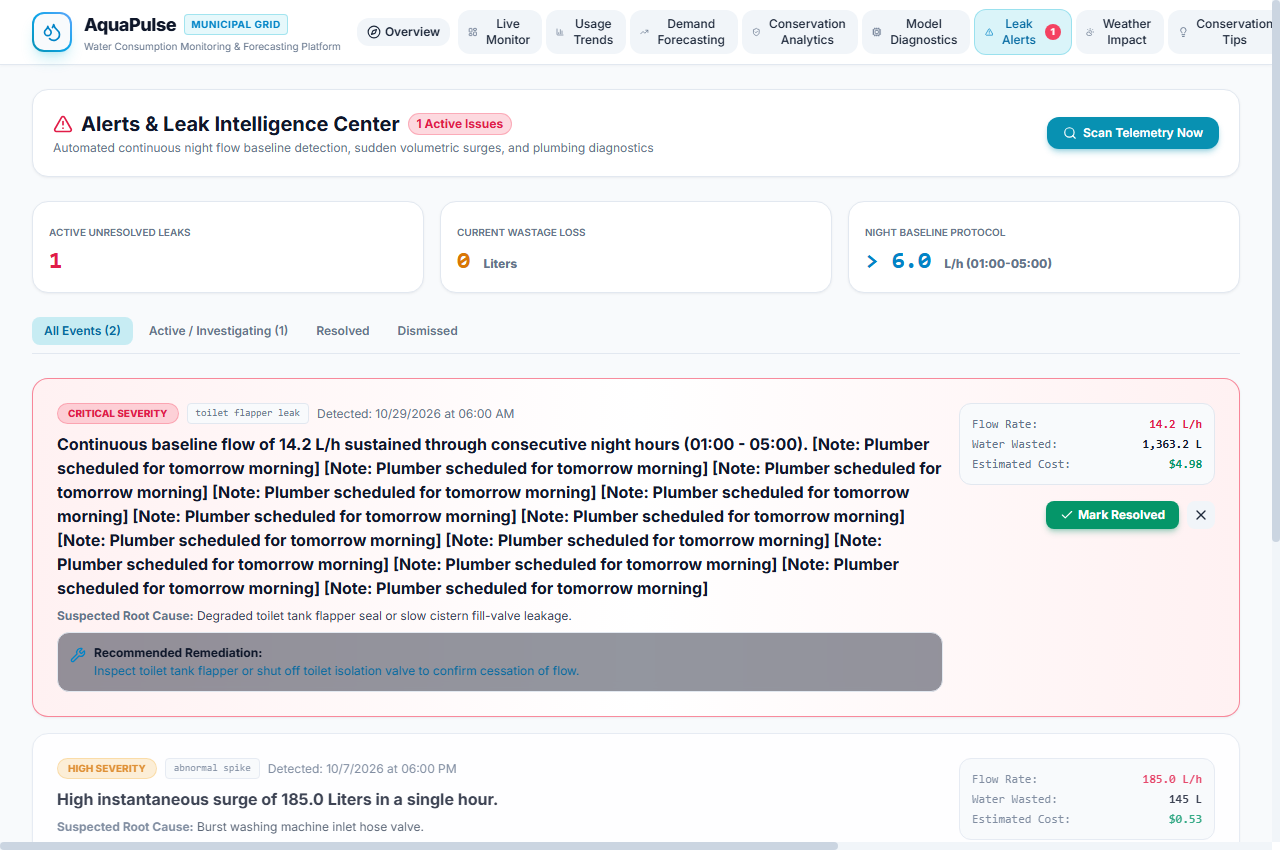 AquaPulse MUNICIPAL GRID
Water Consumption Monitoring & Forecasting Platform
Overview
Live
Monitor
Usage
Trends
Demand
Forecasting
Conservation
Analytics
Model
Diagnostics
Leak
Alerts
1
Weather
Impact
Conservation
Tips
Alerts & Leak Intelligence Center 1 Active Issues
Automated continuous night flow baseline detection, sudden volumetric surges, and plumbing diagnostics
Scan Telemetry Now
ACTIVE UNRESOLVED LEAKS
1
CURRENT WASTAGE LOSS
0 Liters
NIGHT BASELINE PROTOCOL
> 6.0 L/h (01:00-05:00)
All Events (2) Active / Investigating (1) Resolved Dismissed
CRITICAL SEVERITY toilet flapper leak Detected: 10/29/2026 at 06:00 AM
Continuous baseline flow of 14.2 L/h sustained through consecutive night hours (01:00 - 05:00). [Note: Plumber
scheduled for tomorrow morning] [Note: Plumber scheduled for tomorrow morning] [Note: Plumber scheduled for
tomorrow morning] [Note: Plumber scheduled for tomorrow morning] [Note: Plumber scheduled for tomorrow
morning] [Note: Plumber scheduled for tomorrow morning] [Note: Plumber scheduled for tomorrow morning]
[Note: Plumber scheduled for tomorrow morning] [Note: Plumber scheduled for tomorrow morning] [Note:
Plumber scheduled for tomorrow morning] [Note: Plumber scheduled for tomorrow morning] [Note: Plumber
scheduled for tomorrow morning] [Note: Plumber scheduled for tomorrow morning]
Suspected Root Cause: Degraded toilet tank flapper seal or slow cistern fill-valve leakage.
Recommended Remediation:
Inspect toilet tank flapper or shut off toilet isolation valve to confirm cessation of flow.
Flow Rate: 14.2 L/h
Water Wasted: 1,363.2 L
Estimated Cost: $4.98
Mark Resolved
HIGH SEVERITY abnormal spike Detected: 10/7/2026 at 06:00 PM
High instantaneous surge of 185.0 Liters in a single hour.
Suspected Root Cause: Burst washing machine inlet hose valve.
Flow Rate: 185.0 L/h
Water Wasted: 145 L
Estimated Cost: $0.53